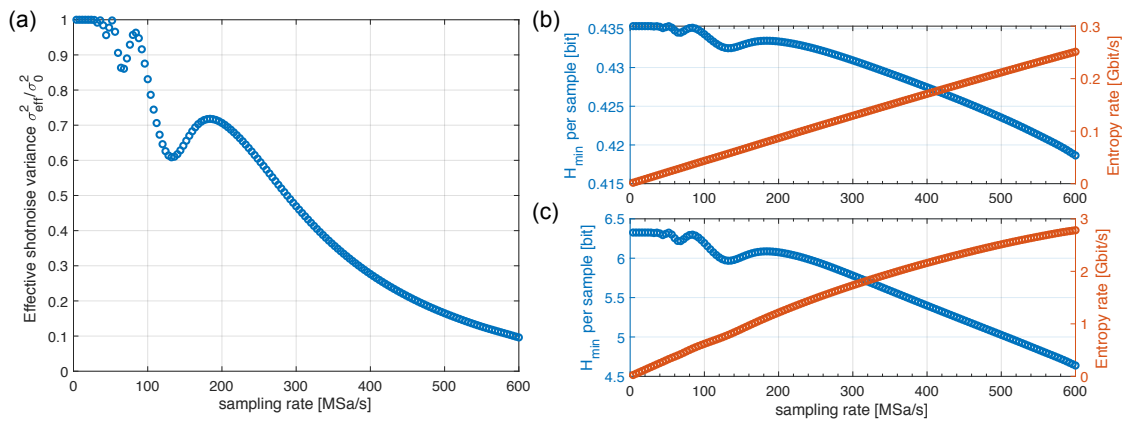 (a)
Effective shotnoise variance σ²eff/σ²0
1
0.9
0.8
0.7
0.6
0.5
0.4
0.3
0.2
0.1
0
0 100 200 300 400 500 600
sampling rate [MSa/s]
(b)
Hmin per sample [bit]
0.435
0.43
0.425
0.42
0.415
0 100 200 300 400 500 600
0.3
0.2
0.1
0
Entropy rate [Gbit/s]
(c)
Hmin per sample [bit]
6.5
6
5.5
5
4.5
0 100 200 300 400 500 600
sampling rate [MSa/s]
3
2
1
0
Entropy rate [Gbit/s]